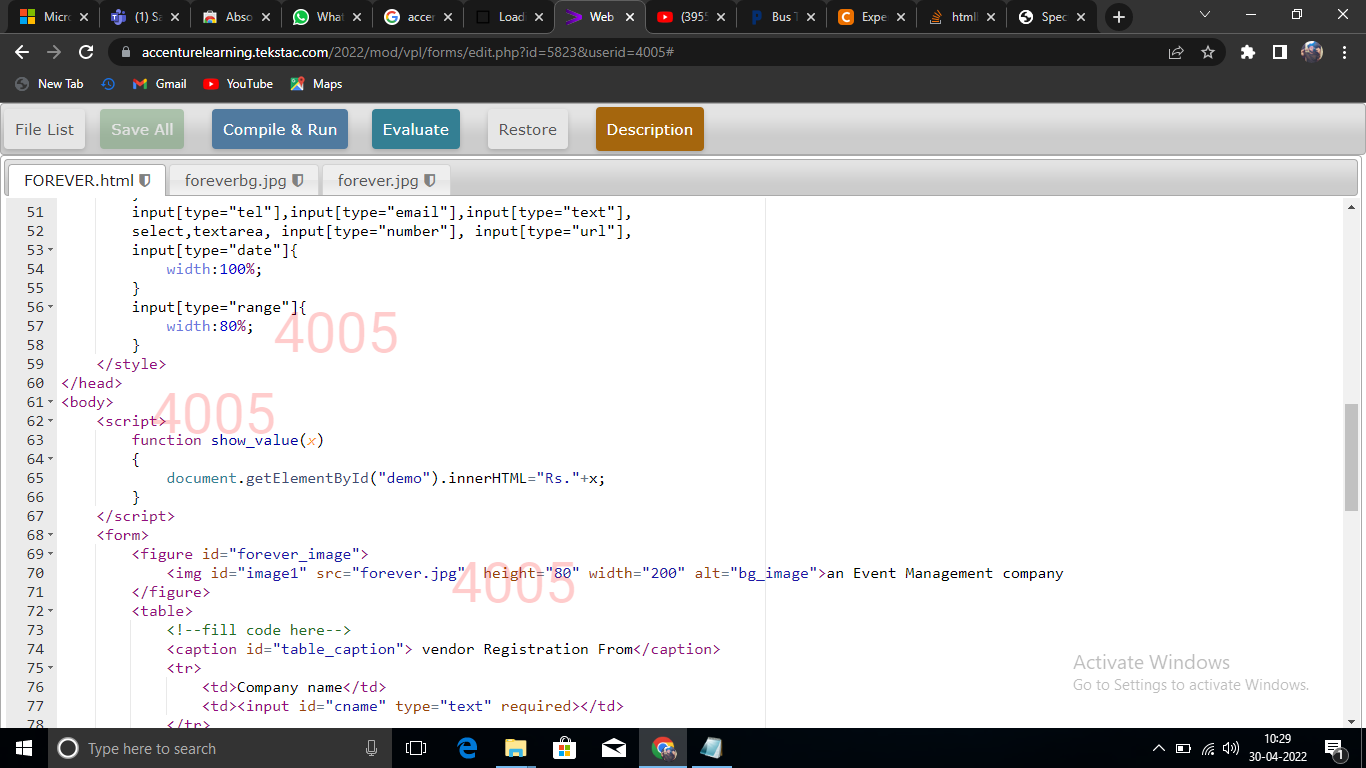 Micro
(1) Sa
Abso
What
accer
Loadi
Web
(3955
Bus T
Expe
htmll
Spec
accenturelearning.tekstac.com/2022/mod/vpl/forms/edit.php?id=5823&userid=4005#
New Tab Gmail YouTube Maps
File List Save All Compile & Run Evaluate Restore Description
FOREVER.html foreverbg.jpg forever.jpg
51 input[type="tel"],input[type="email"],input[type="text"],
52 select,textarea, input[type="number"], input[type="url"],
53 input[type="date"]{
54 width:100%;
55 }
56 input[type="range"]{
57 width:80%;
58 }
4005
59 </style>
60 </head>
61 <body>
4005
62 <script>
63 function show_value(x)
64 {
65 document.getElementById("demo").innerHTML="Rs."+x;
66 }
67 </script>
68 <form>
69 <figure id="forever_image">
70 <img id="image1" src="forever.jpg" height="80" width="200" alt="bg_image">an Event Management company
4005
71 </figure>
72 <table>
73 <!--fill code here-->
74 <caption id="table_caption"> vendor Registration From</caption>
75 <tr>
76 <td>Company name</td>
77 <td><input id="cname" type="text" required></td>
78 </tr>
Activate Windows
Go to Settings to activate Windows.
Type here to search
10:29
30-04-2022
1